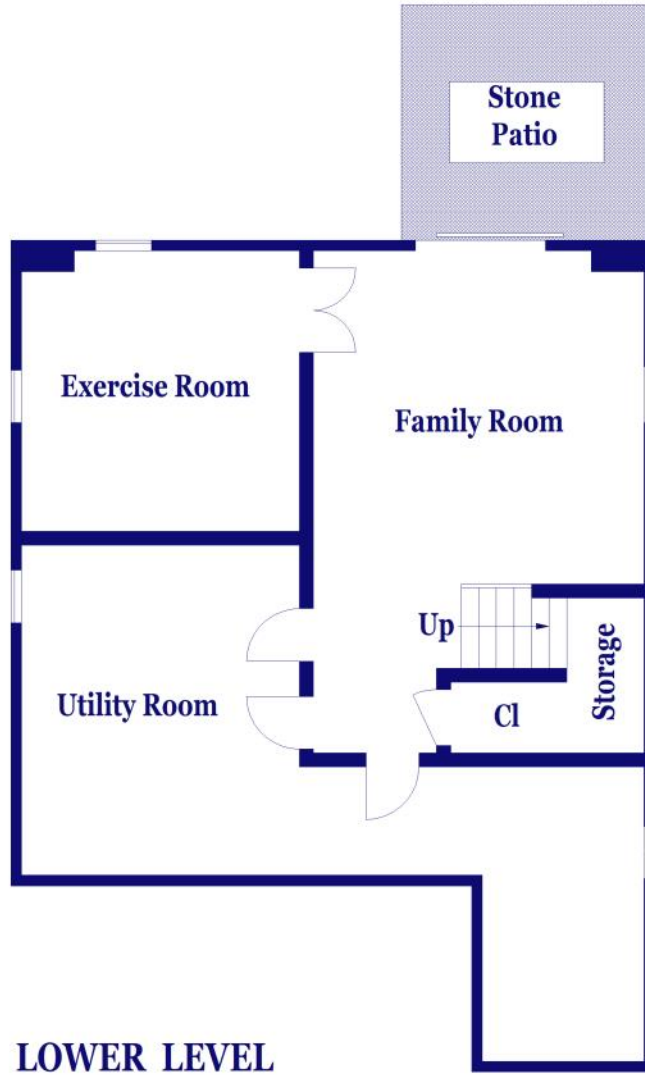 Stone
Patio
Exercise Room
Family Room
Up
Storage
Utility Room
Cl
LOWER LEVEL